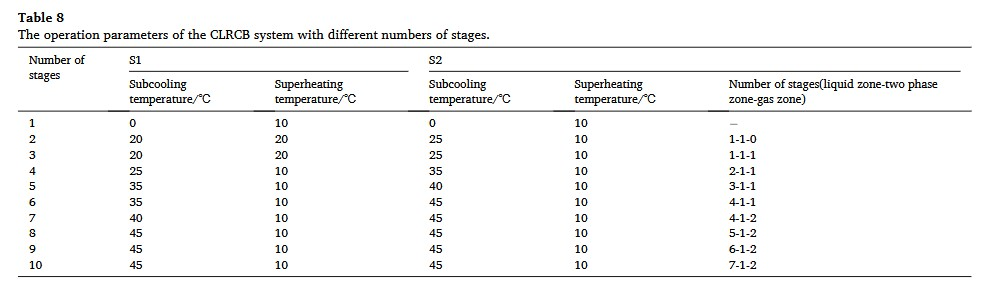 Table 8
The operation parameters of the CLRCB system with different numbers of stages.
Number of stages S1 S2
Subcooling temperature/°C Superheating temperature/°C Subcooling temperature/°C Superheating temperature/°C Number of stages(liquid zone-two phase zone-gas zone)
1 0 10 0 10 –
2 20 20 25 10 1-1-0
3 20 20 25 10 1-1-1
4 25 10 35 10 2-1-1
5 35 10 40 10 3-1-1
6 35 10 45 10 4-1-1
7 40 10 45 10 4-1-2
8 45 10 45 10 5-1-2
9 45 10 45 10 6-1-2
10 45 10 45 10 7-1-2